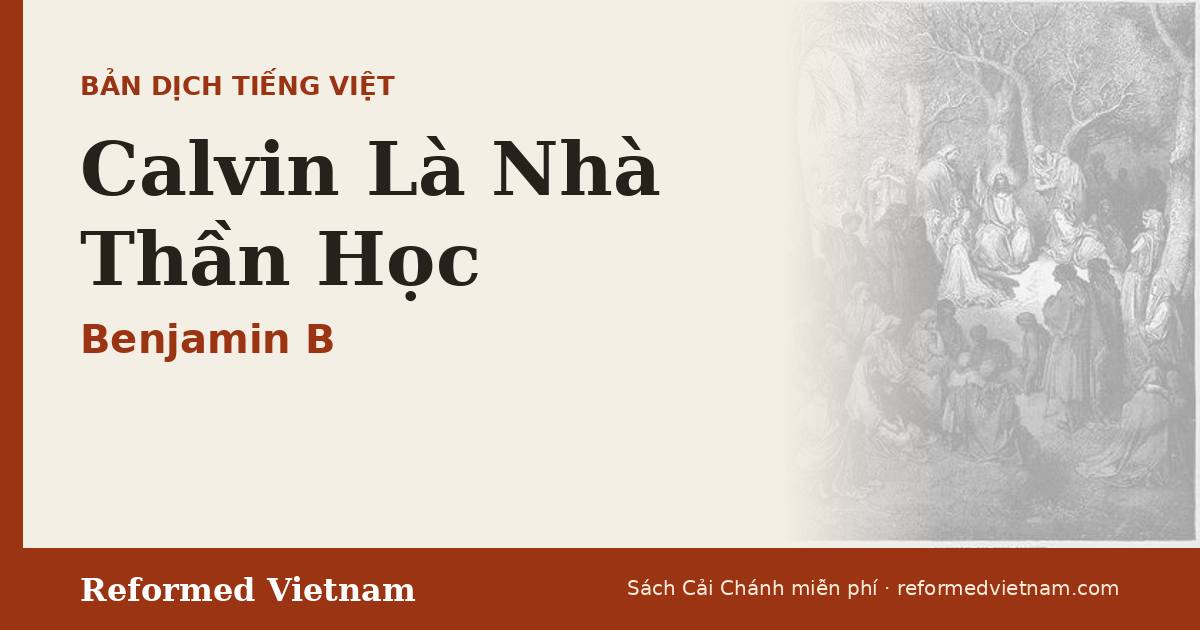 BẢN DỊCH TIẾNG VIỆT
Calvin Là Nhà
Thần Học
Benjamin B
Reformed Vietnam
Sách Cải Chánh miễn phí · reformedvietnam.com